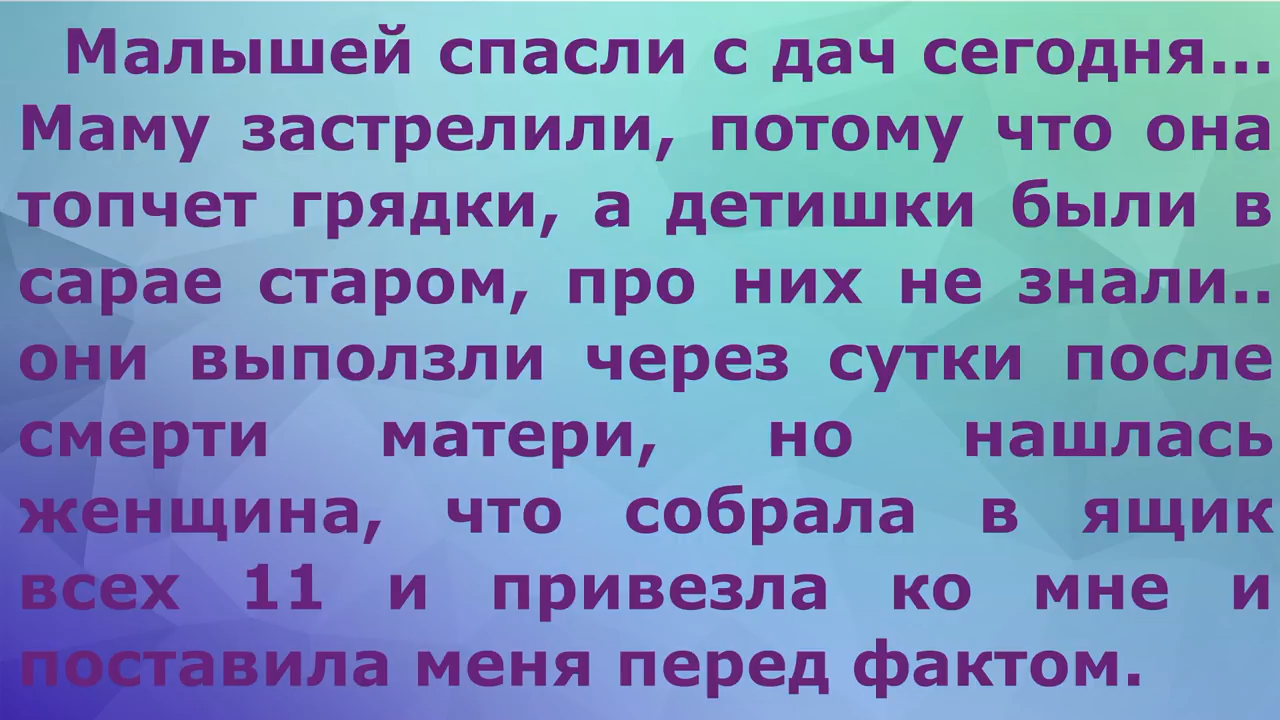 Малышей спасли с дач сегодня...
Маму застрелили, потому что она
топчет грядки, а детишки были в
сарае старом, про них не знали..
они выползли через сутки после
смерти матери, но нашлась
женщина, что собрала в ящик
всех 11 и привезла ко мне и
поставила меня перед фактом.